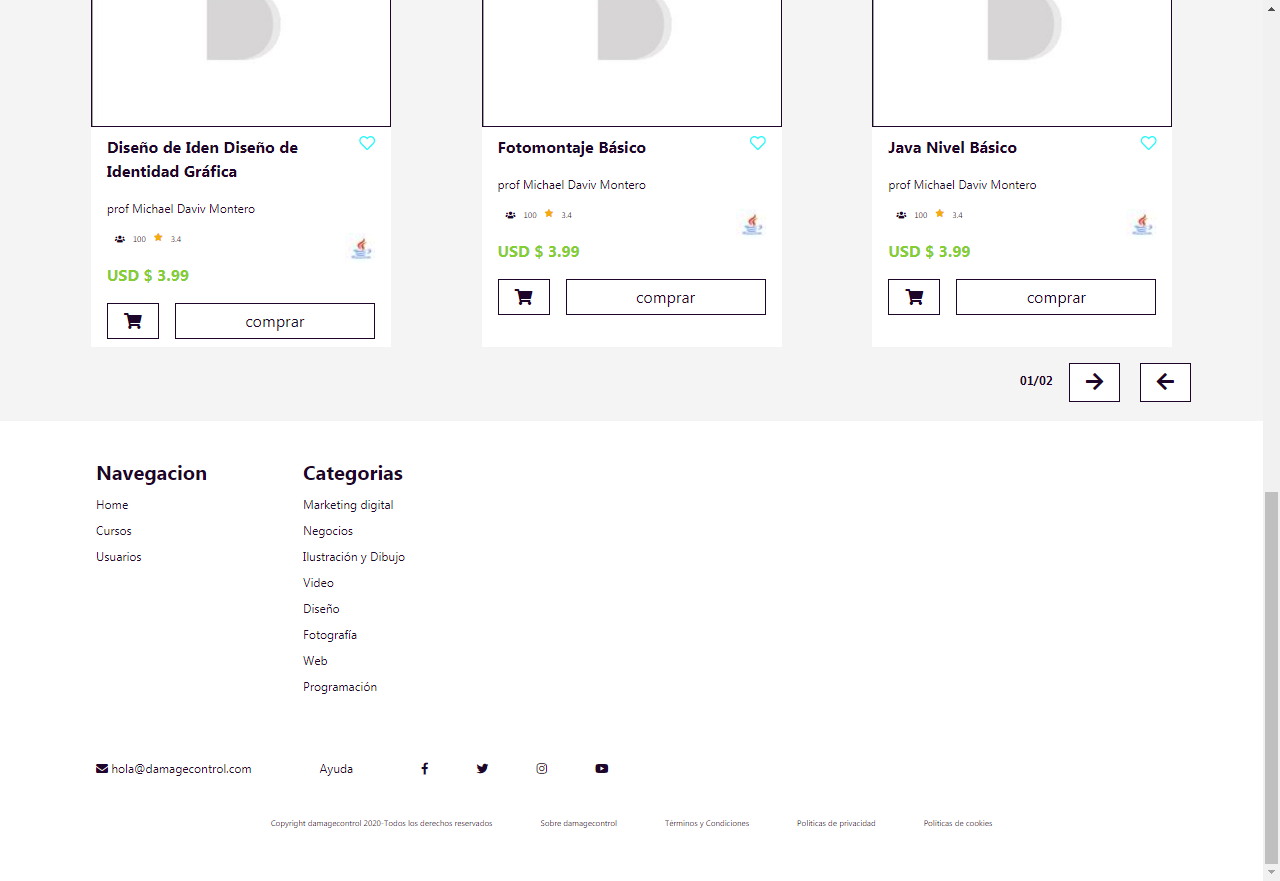 Diseño de Iden Diseño de
Identidad Gráfica
prof Michael Daviv Montero
100 3.4
USD $ 3.99
comprar
Fotomontaje Básico
prof Michael Daviv Montero
100 3.4
USD $ 3.99
comprar
Java Nivel Básico
prof Michael Daviv Montero
100 3.4
USD $ 3.99
comprar
01/02
Navegacion
Home
Cursos
Usuarios
Categorias
Marketing digital
Negocios
Ilustración y Dibujo
Video
Diseño
Fotografía
Web
Programación
hola@damagecontrol.com Ayuda
Copyright damagecontrol 2020-Todos los derechos reservados Sobre damagecontrol Términos y Condiciones Políticas de privacidad Políticas de cookies